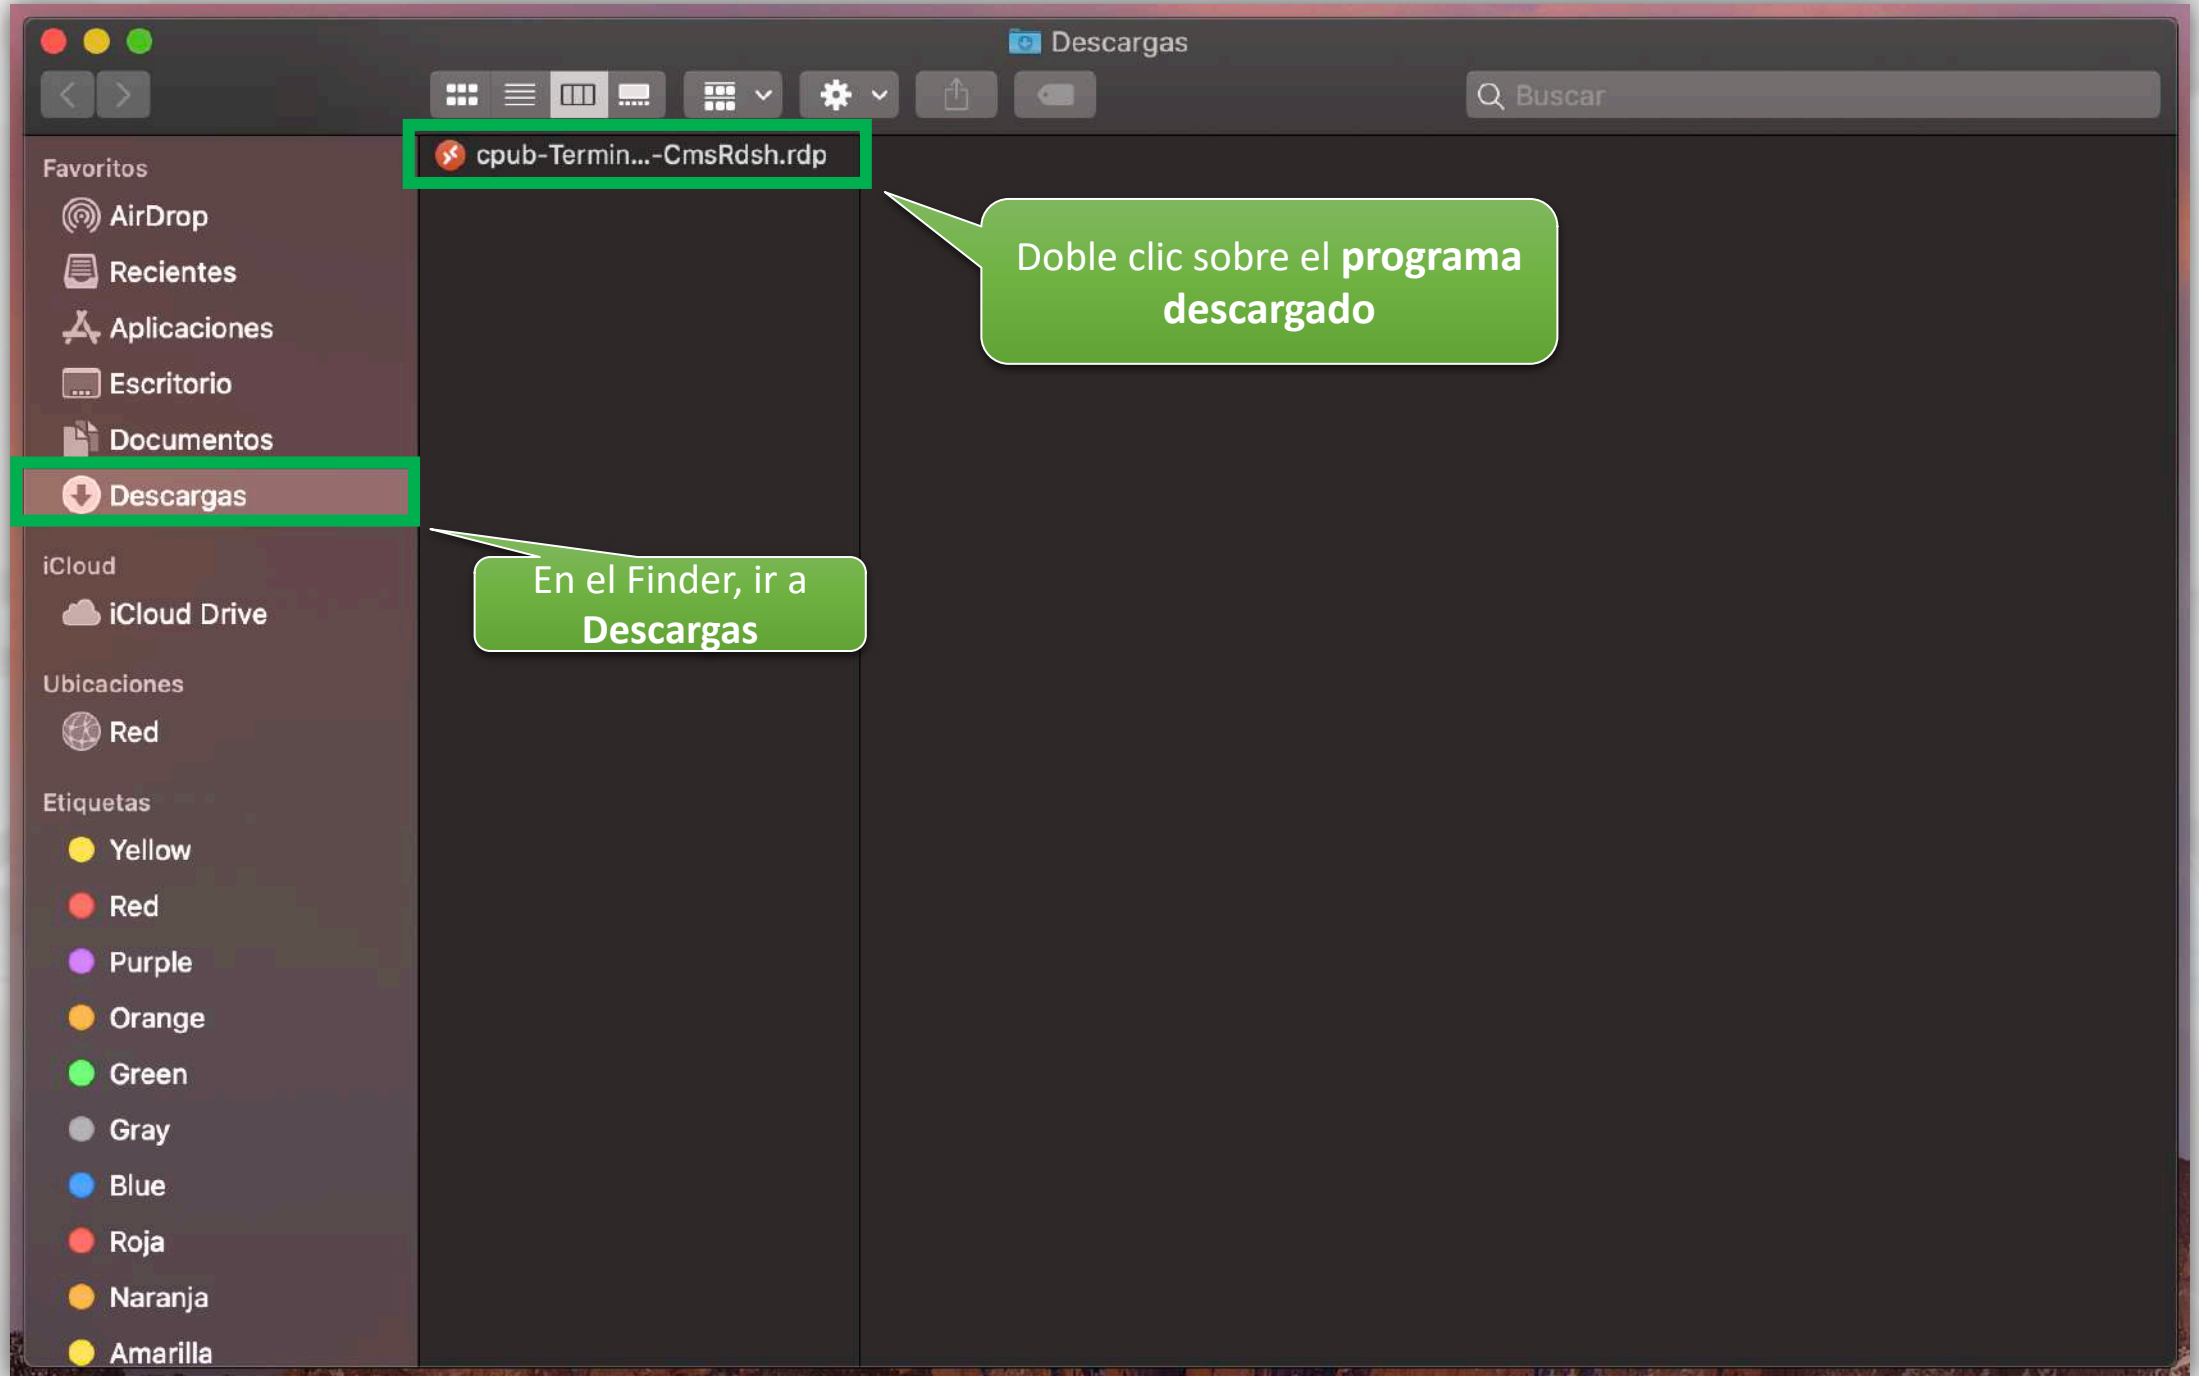 Descargas
Buscar
Favoritos
AirDrop
Recientes
Aplicaciones
Escritorio
Documentos
Descargas
iCloud
iCloud Drive
Ubicaciones
Red
Etiquetas
Yellow
Red
Purple
Orange
Green
Gray
Blue
Roja
Naranja
Amarilla
cpub-Termin...-CmsRdsh.rdp
Doble clic sobre el programa
descargado
En el Finder, ir a
Descargas